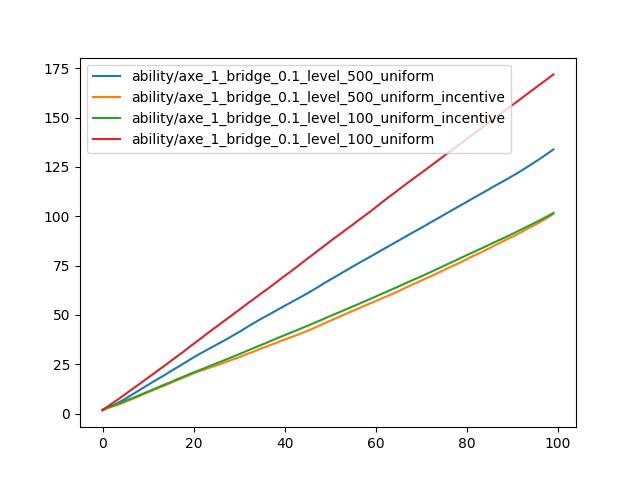 175
150
125
100
75
50
25
0
ability/axe_1_bridge_0.1_level_500_uniform
ability/axe_1_bridge_0.1_level_500_uniform_incentive
ability/axe_1_bridge_0.1_level_100_uniform_incentive
ability/axe_1_bridge_0.1_level_100_uniform
0 20 40 60 80 100